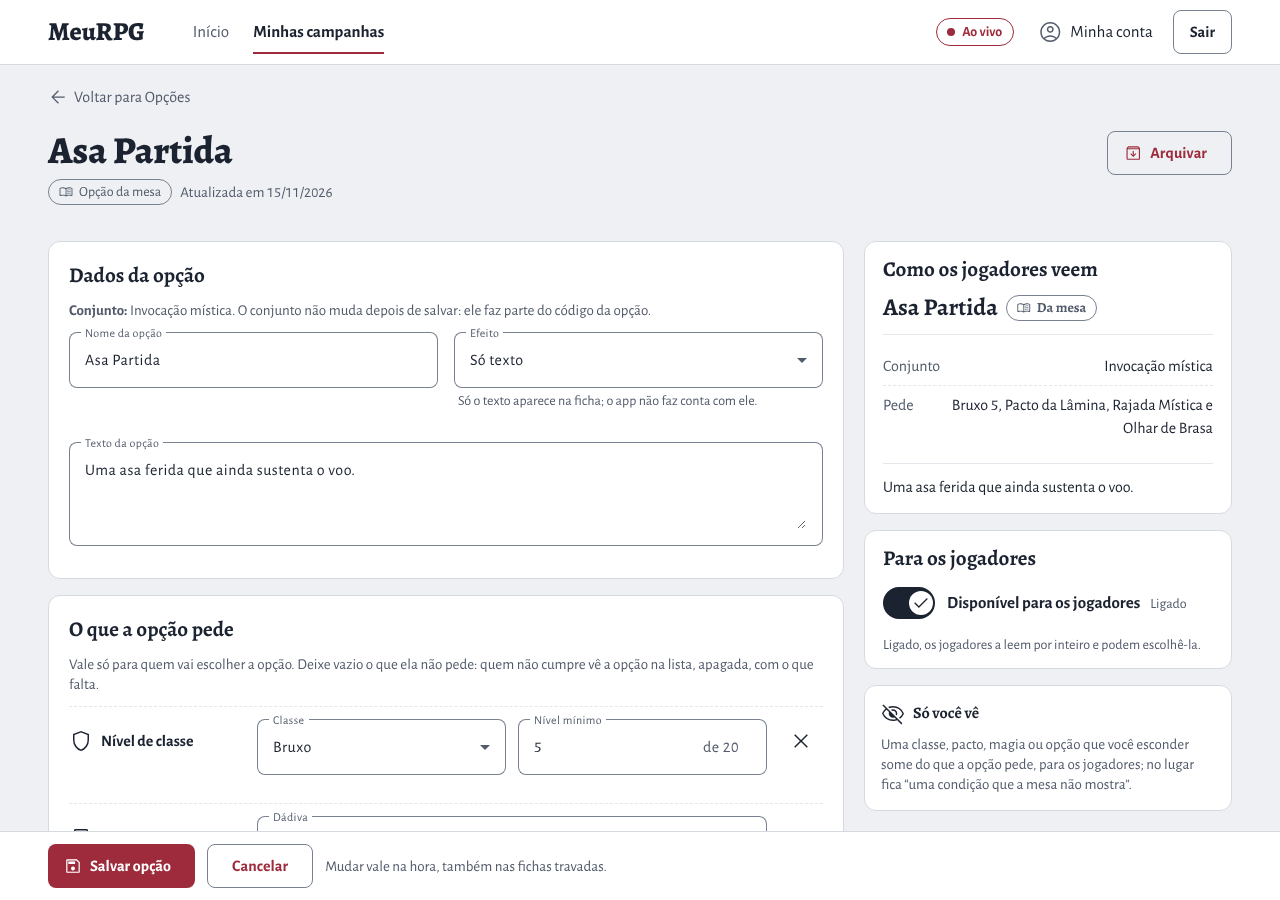 MeuRPG
Início
Minhas campanhas
Ao vivo
Minha conta
Sair
Voltar para Opções
Asa Partida
Arquivar
Opção da mesa
Atualizada em 15/11/2026
Dados da opção
Conjunto: Invocação mística. O conjunto não muda depois de salvar: ele faz parte do código da opção.
Nome da opção
Asa Partida
Efeito
Só texto
Só o texto aparece na ficha; o app não faz conta com ele.
Texto da opção
Uma asa ferida que ainda sustenta o voo.
O que a opção pede
Vale só para quem vai escolher a opção. Deixe vazio o que ela não pede: quem não cumpre vê a opção na lista, apagada, com o que
falta.
Nível de classe
Classe
Bruxo
Nível mínimo
5
de 20
Dádiva
Como os jogadores veem
Asa Partida
Da mesa
Conjunto
Invocação mística
Pede
Bruxo 5, Pacto da Lâmina, Rajada Mística e
Olhar de Brasa
Uma asa ferida que ainda sustenta o voo.
Para os jogadores
Disponível para os jogadores
Ligado
Ligado, os jogadores a leem por inteiro e podem escolhê-la.
Só você vê
Uma classe, pacto, magia ou opção que você esconder
some do que a opção pede, para os jogadores; no lugar
fica “uma condição que a mesa não mostra”.
Salvar opção
Cancelar
Mudar vale na hora, também nas fichas travadas.